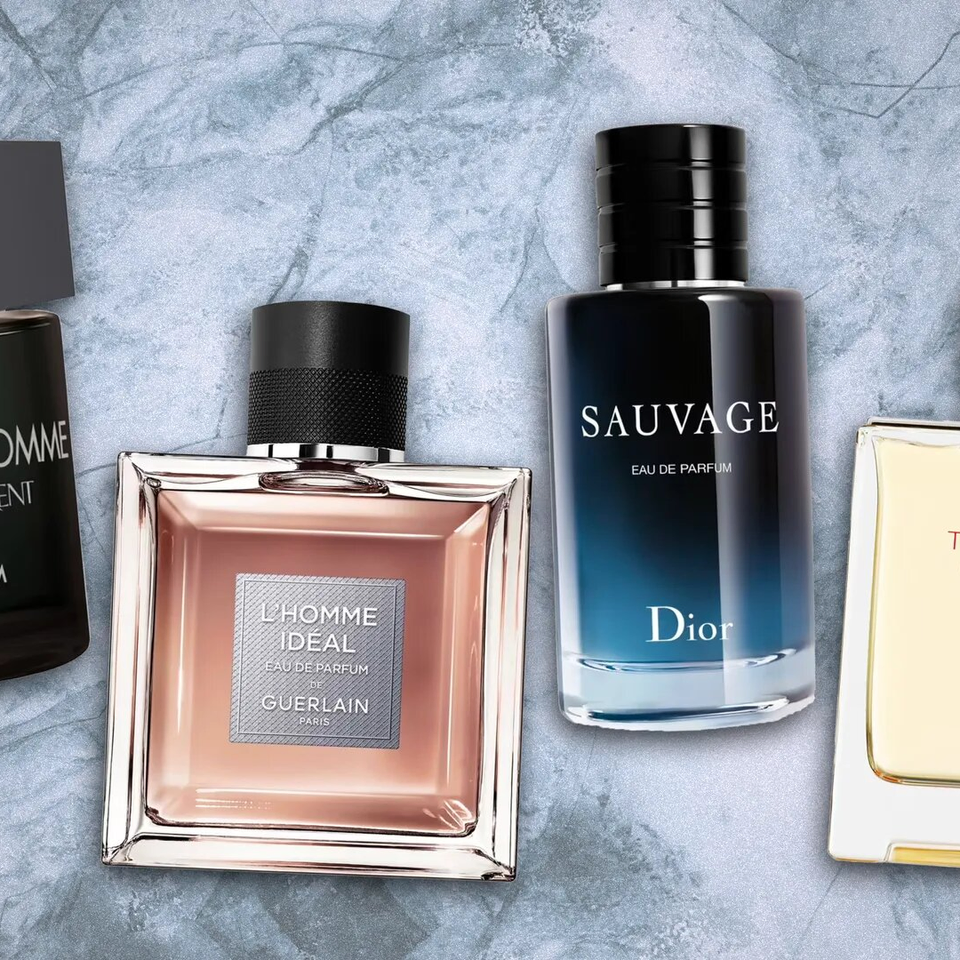 OMME
ENT
M
L'HOMME
IDÉAL
EAU DE PARFUM
DE
GUERLAIN
PARIS
SAUVAGE
EAU DE PARFUM
Dior
T